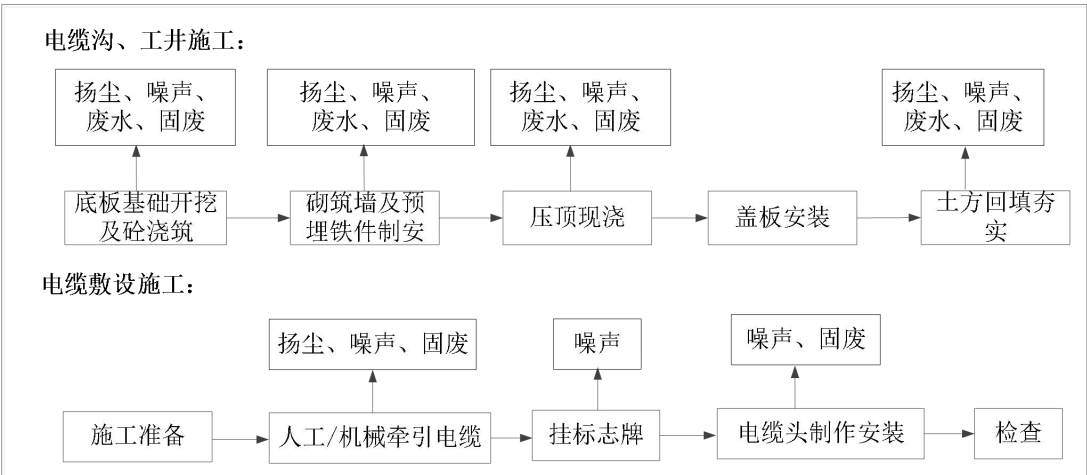 电缆沟、工井施工：
扬尘、噪声、
废水、固废
扬尘、噪声、
废水、固废
扬尘、噪声、
废水、固废
扬尘、噪声、
废水、固废
底板基础开挖
及砼浇筑
砌筑墙及预
埋铁件制安
压顶现浇
盖板安装
土方回填夯
实
电缆敷设施工：
扬尘、噪声、固废
噪声
噪声、固废
施工准备
人工/机械牵引电缆
挂标志牌
电缆头制作安装
检查